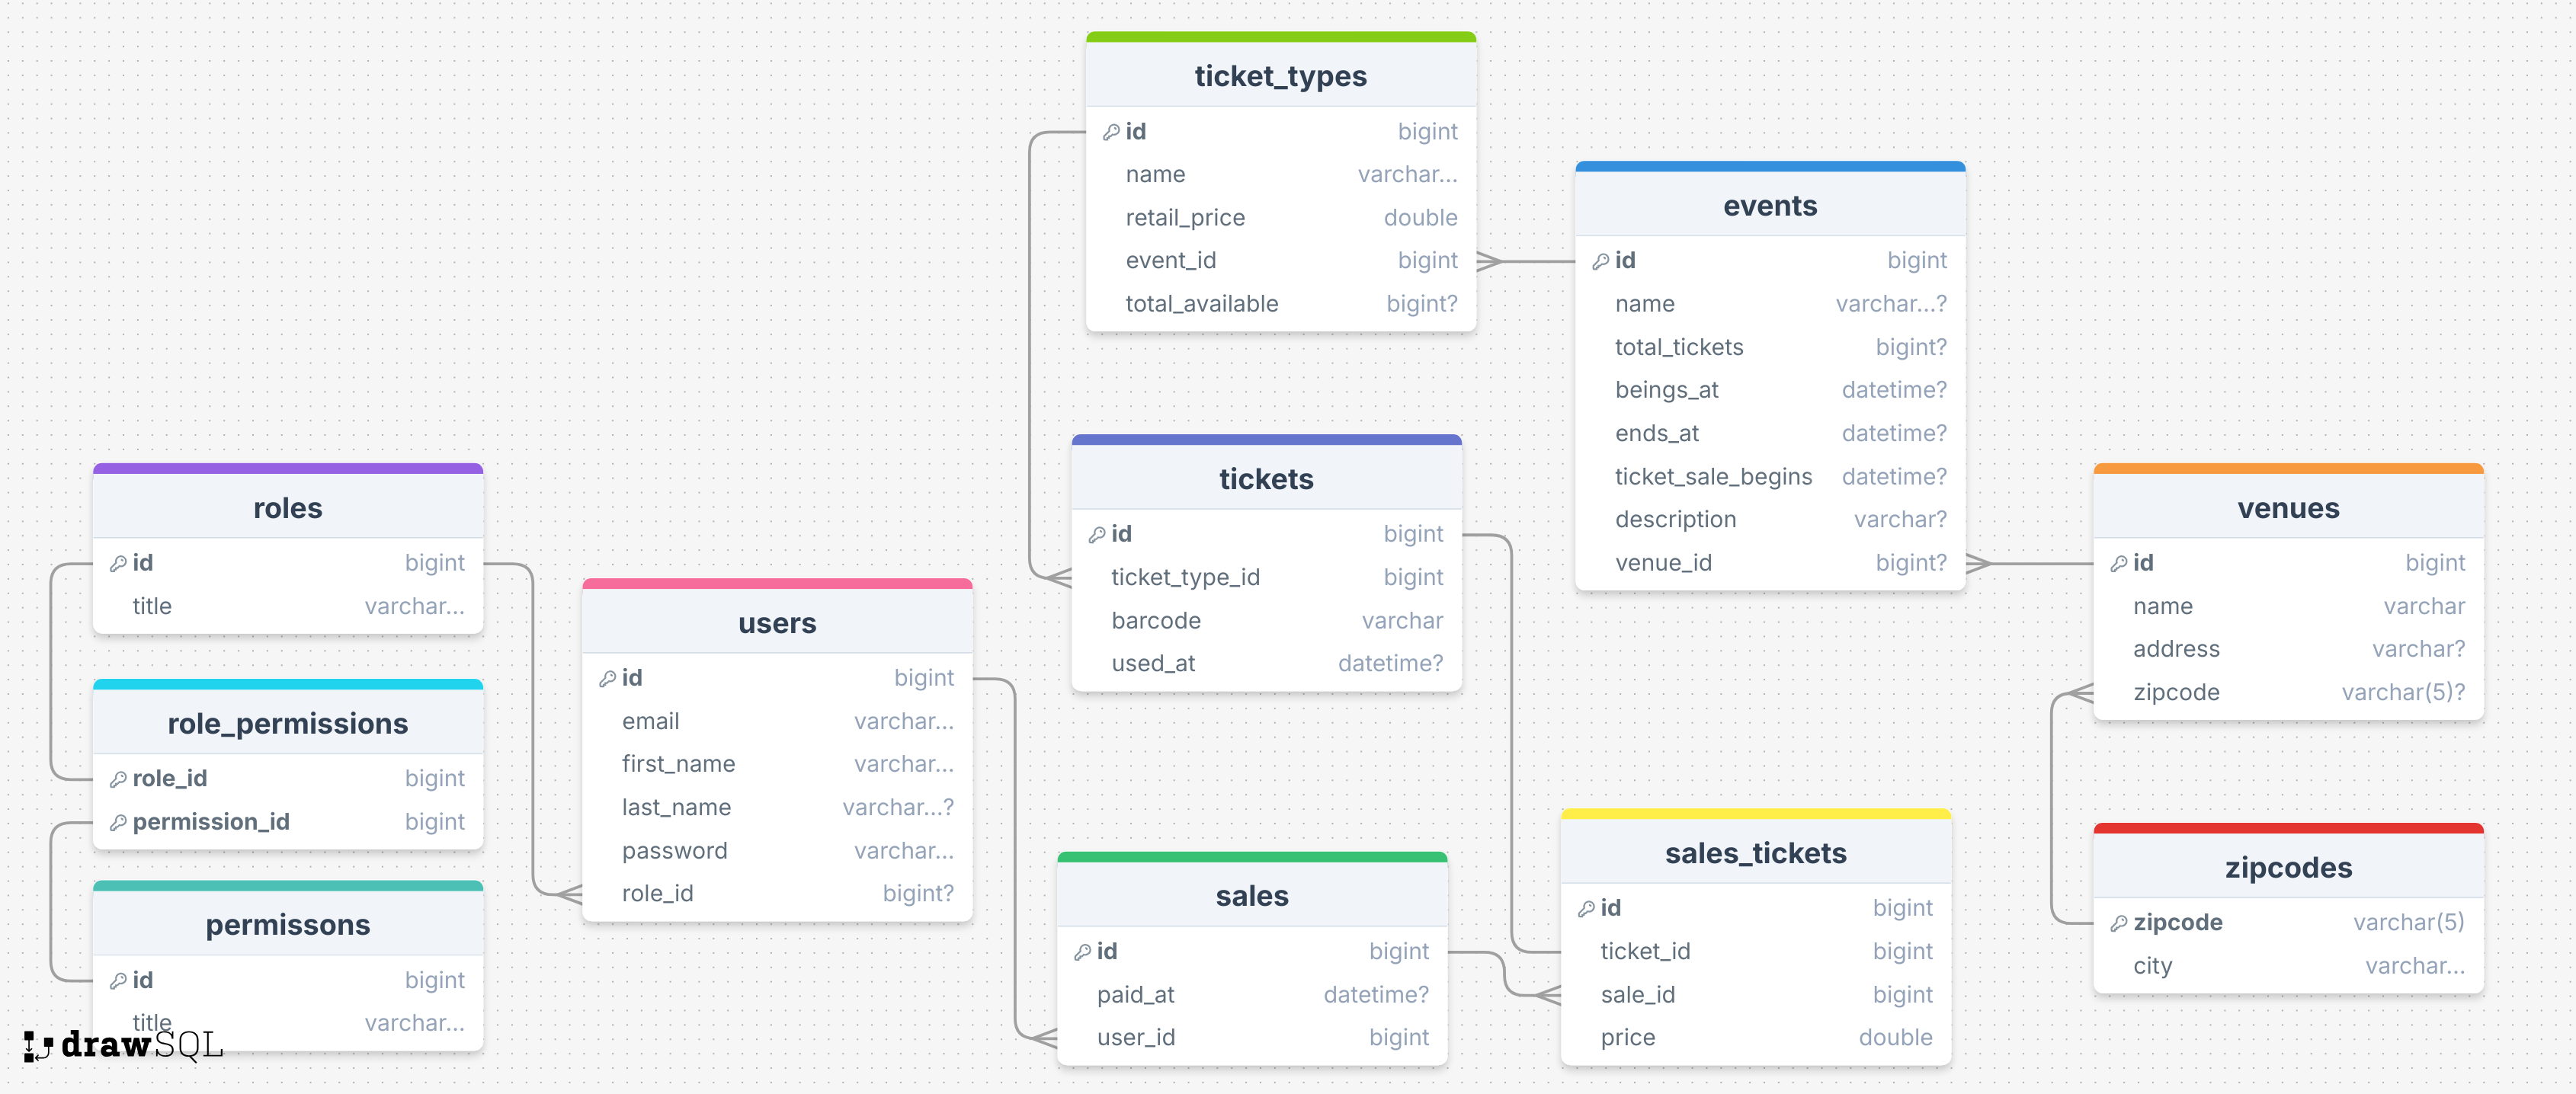 ticket_types
id bigint
name varchar...
retail_price double
event_id bigint
total_available bigint?
events
id bigint
name varchar...?
total_tickets bigint?
beings_at datetime?
ends_at datetime?
ticket_sale_begins datetime?
description varchar?
venue_id bigint?
tickets
id bigint
ticket_type_id bigint
barcode varchar
used_at datetime?
roles
id bigint
title varchar...
role_permissions
role_id bigint
permission_id bigint
permissons
id bigint
title varchar...
users
id bigint
email varchar...
first_name varchar...
last_name varchar...?
password varchar...
role_id bigint?
sales
id bigint
paid_at datetime?
user_id bigint
sales_tickets
id bigint
ticket_id bigint
sale_id bigint
price double
venues
id bigint
name varchar
address varchar?
zipcode varchar(5)?
zipcodes
zipcode varchar(5)
city varchar...
drawSQL